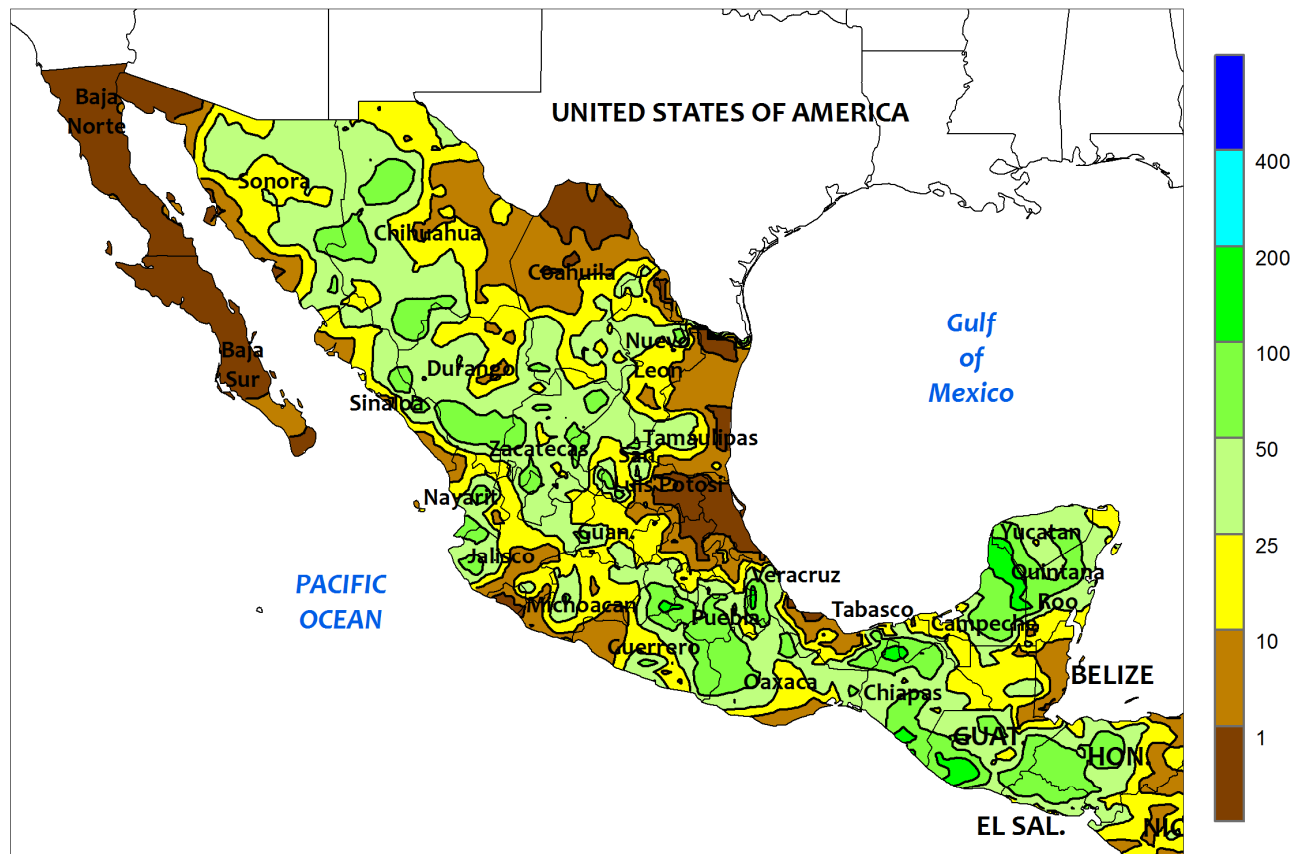 UNITED STATES OF AMERICA
Baja
Norte
Sonora
Chihuahua
Coahuila
Gulf
of
Mexico
Nuevo
Leon
Baja
Sur
Durango
Sinaloa
Tamaulipas
Zacatecas
San
Luis Potosi
Nayarit
Guan.
Jalisco
Yucatan
Quintana
Roo
Veracruz
PACIFIC
OCEAN
Michoacan
Tabasco
Puebla
Campeche
Guerrero
Oaxaca
Chiapas
BELIZE
GUAT.
HON.
EL SAL.
NIC
400
200
100
50
25
10
1